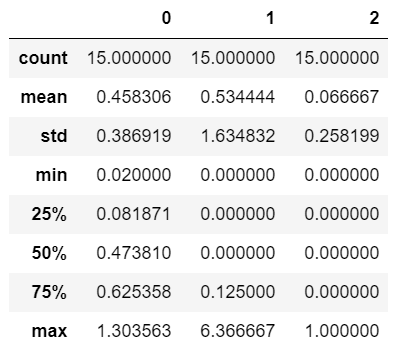 0 1 2
count 15.000000 15.000000 15.000000
mean 0.458306 0.534444 0.066667
std 0.386919 1.634832 0.258199
min 0.020000 0.000000 0.000000
25% 0.081871 0.000000 0.000000
50% 0.473810 0.000000 0.000000
75% 0.625358 0.125000 0.000000
max 1.303563 6.366667 1.000000